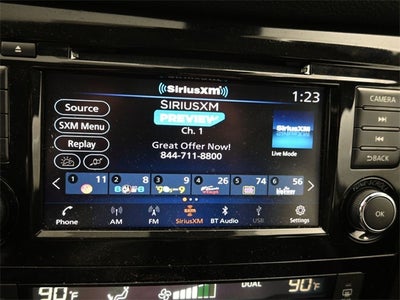 SiriusXM
1:23
Source
SIRIUSXM
PREVIEW
CAMERA
SXM Menu
Ch. 1
SiriusXM
Replay
Great Offer Now!
Live Mode
844-711-8800
BACK
1 11
2 8
3 9
4 26
5 74
6 56
OK
Phone
AM
FM
SiriusXM
BT Audio
USB
Settings
90°F
DUAL
90°F